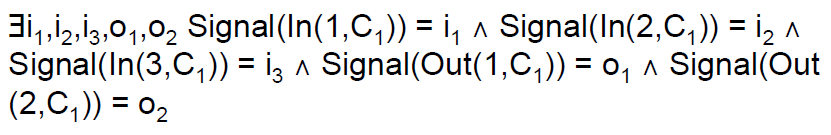 ∃i₁,i₂,i₃,o₁,o₂ Signal(In(1,C₁)) = i₁ ∧ Signal(In(2,C₁)) = i₂ ∧
Signal(In(3,C₁)) = i₃ ∧ Signal(Out(1,C₁)) = o₁ ∧ Signal(Out
(2,C₁)) = o₂